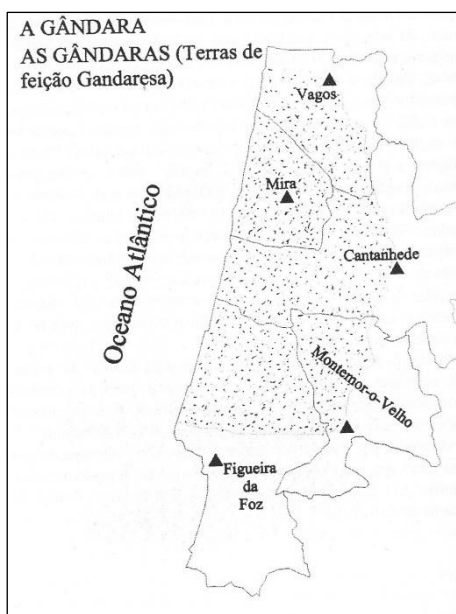 A GÂNDARA
AS GÂNDARAS (Terras de
feição Gandaresa)
Vagos
Mira
Oceano Atlântico
Cantanhede
Montemor-o-Velho
Figueira
da
Foz